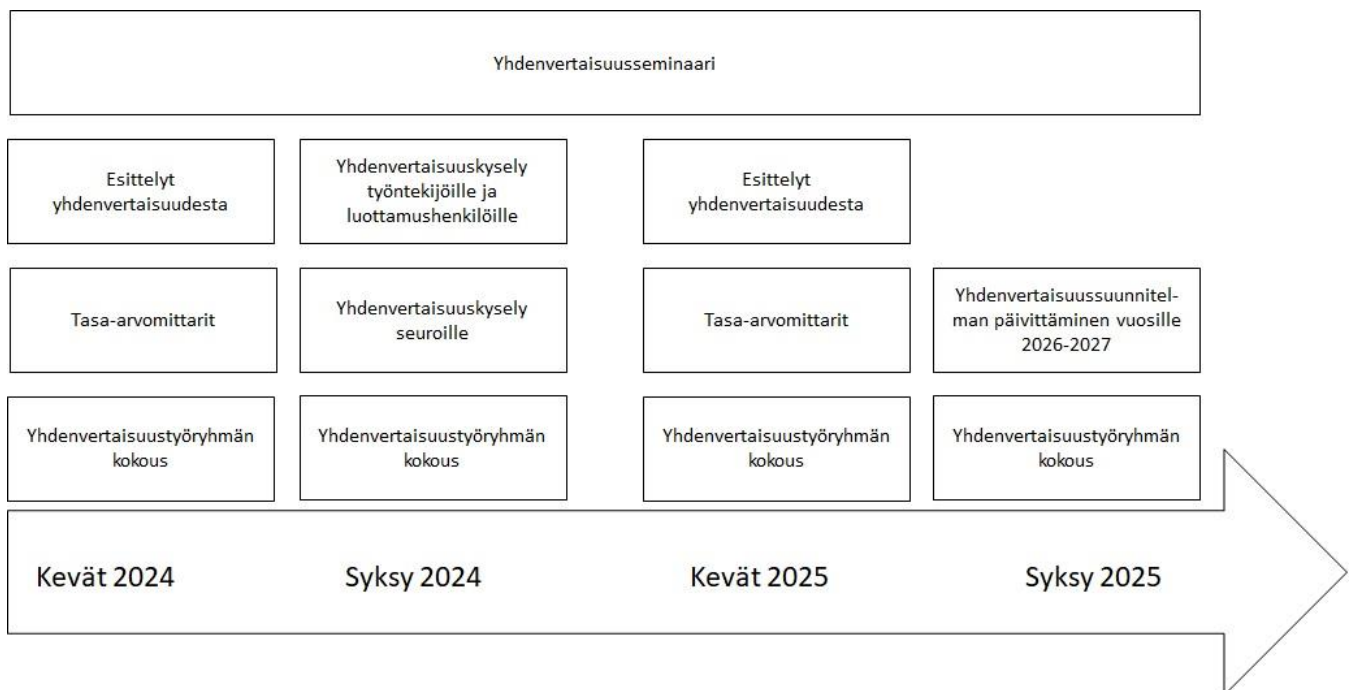 Yhdenvertaisuusseminaari
Esittelyt
yhdenvertaisuudesta
Yhdenvertaisuuskysely
työntekijöille ja
luottamushenkilöille
Esittelyt
yhdenvertaisuudesta
Tasa-arvomittarit
Yhdenvertaisuuskysely
seuroille
Tasa-arvomittarit
Yhdenvertaisuussuunnitel-
man päivittäminen vuosille
2026-2027
Yhdenvertaisuustyöryhmän
kokous
Yhdenvertaisuustyöryhmän
kokous
Yhdenvertaisuustyöryhmän
kokous
Yhdenvertaisuustyöryhmän
kokous
Kevät 2024
Syksy 2024
Kevät 2025
Syksy 2025